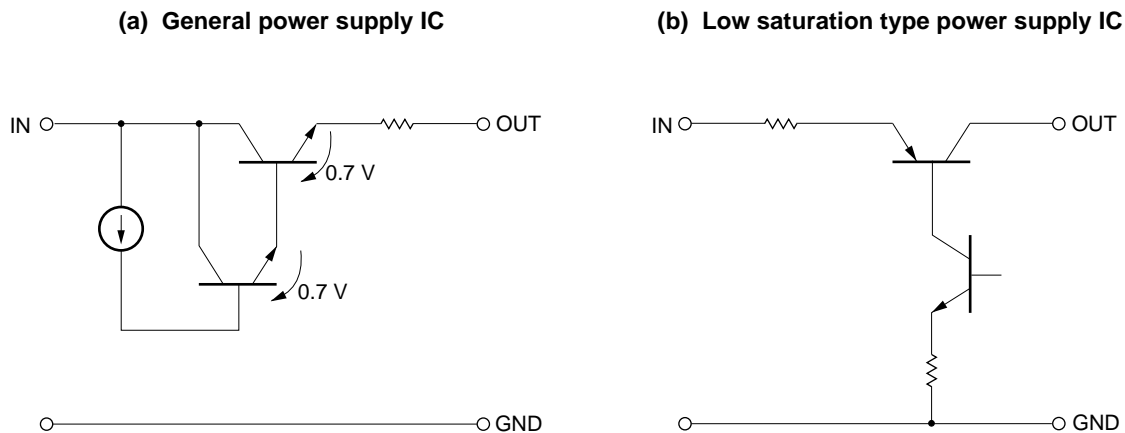 (a) General power supply IC
(b) Low saturation type power supply IC
IN
OUT
0.7 V
0.7 V
GND
IN
OUT
GND